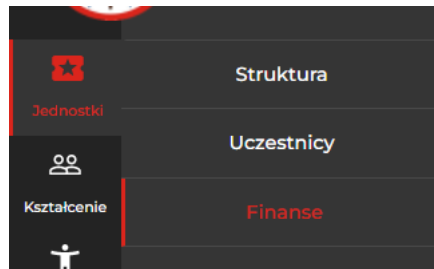 Jednostki
Kształcenie
Struktura
Uczestnicy
Finanse